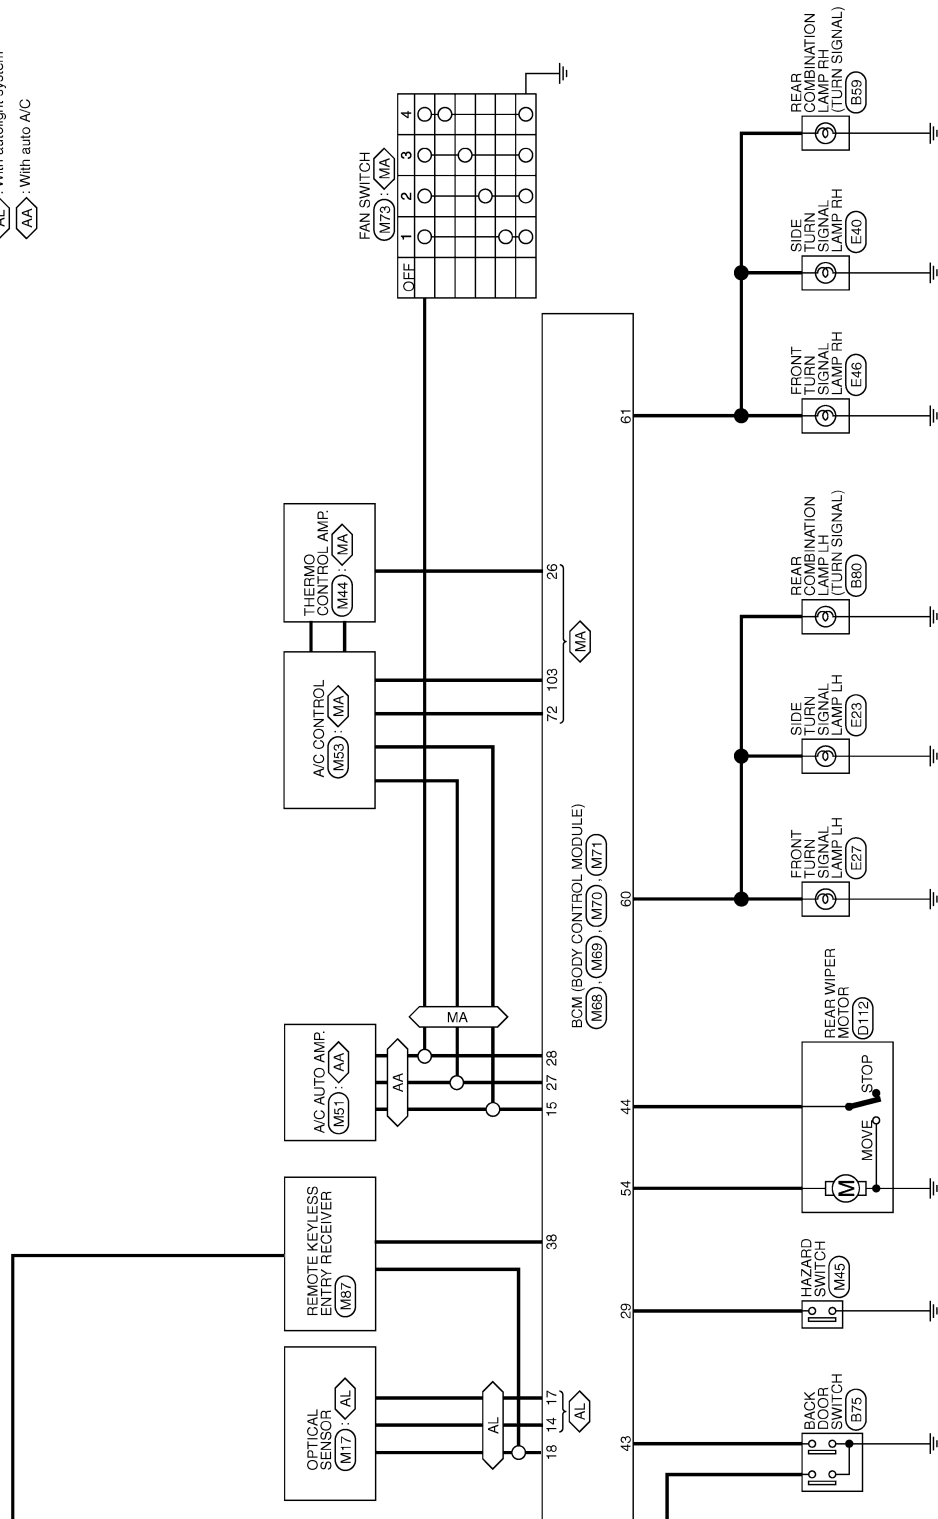 AL : With autolight system
AA : With auto A/C
FAN SWITCH
M73 : MA
OFF 1 2 3 4
THERMO
CONTROL AMP.
M44 : MA
A/C CONTROL
M53 : MA
A/C AUTO AMP.
M51 : AA
REMOTE KEYLESS
ENTRY RECEIVER
M87
OPTICAL
SENSOR
M17 : AL
AL
AA
MA
18 14 17 38 15 27 28 72 103 26
AL
MA
BCM (BODY CONTROL MODULE)
M68 , M69 , M70 , M71
43 29 54 44 60 61
BACK
DOOR
SWITCH
B75
HAZARD
SWITCH
M45
REAR WIPER
MOTOR
D112
M
MOVE
STOP
FRONT
TURN
SIGNAL
LAMP LH
E27
SIDE
TURN
SIGNAL
LAMP LH
E23
REAR
COMBINATION
LAMP LH
(TURN SIGNAL)
B80
FRONT
TURN
SIGNAL
LAMP RH
E46
SIDE
TURN
SIGNAL
LAMP RH
E40
REAR
COMBINATION
LAMP RH
(TURN SIGNAL)
B59